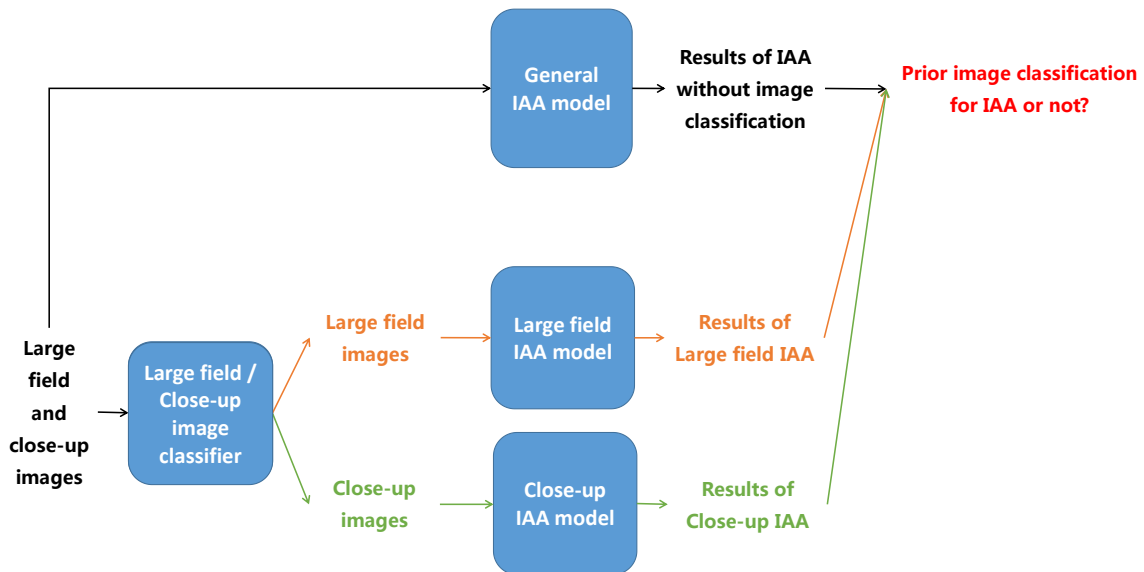 General
IAA model
Results of IAA
without image
classification
Prior image classification
for IAA or not?
Large
field
and
close-up
images
Large field /
Close-up
image
classifier
Large field
images
Large field
IAA model
Results of
Large field IAA
Close-up
images
Close-up
IAA model
Results of
Close-up IAA